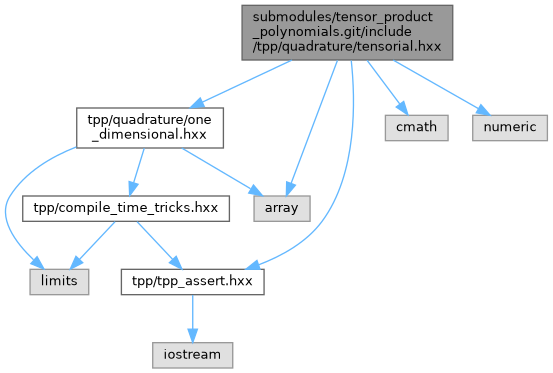 submodules/tensor_product
_polynomials.git/include
/tpp/quadrature/tensorial.hxx
tpp/quadrature/one
_dimensional.hxx
cmath
numeric
tpp/compile_time_tricks.hxx
array
limits
tpp/tpp_assert.hxx
iostream